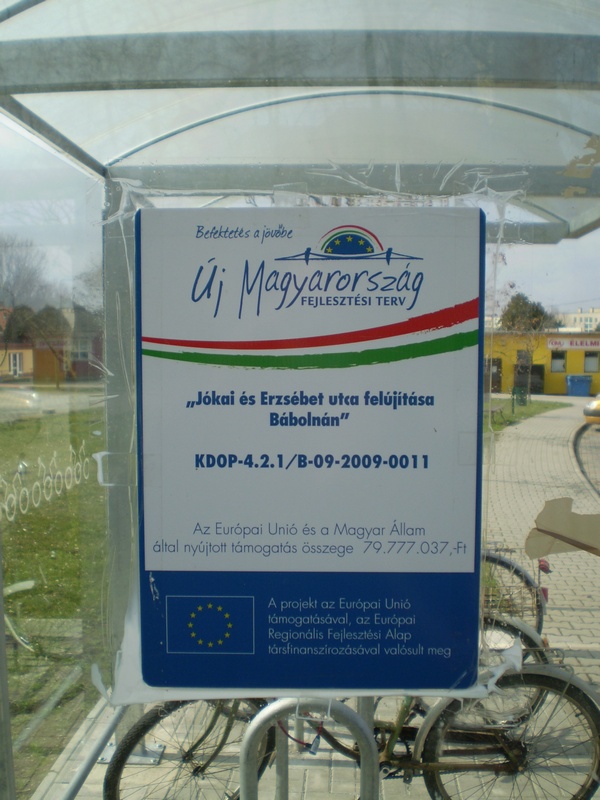 Befektetés a jövőbe
Új Magyarország
FEJLESZTÉSI TERV
„Jókai és Erzsébet utca felújítása
Bábolnán”
KDOP-4.2.1/B-09-2009-0011
Az Európai Unió és a Magyar Állam
által nyújtott támogatás összege 79.777.037,-Ft
A projekt az Európai Unió
támogatásával, az Európai
Regionális Fejlesztési Alap
társfinanszírozásával valósult meg
ÉLELMI